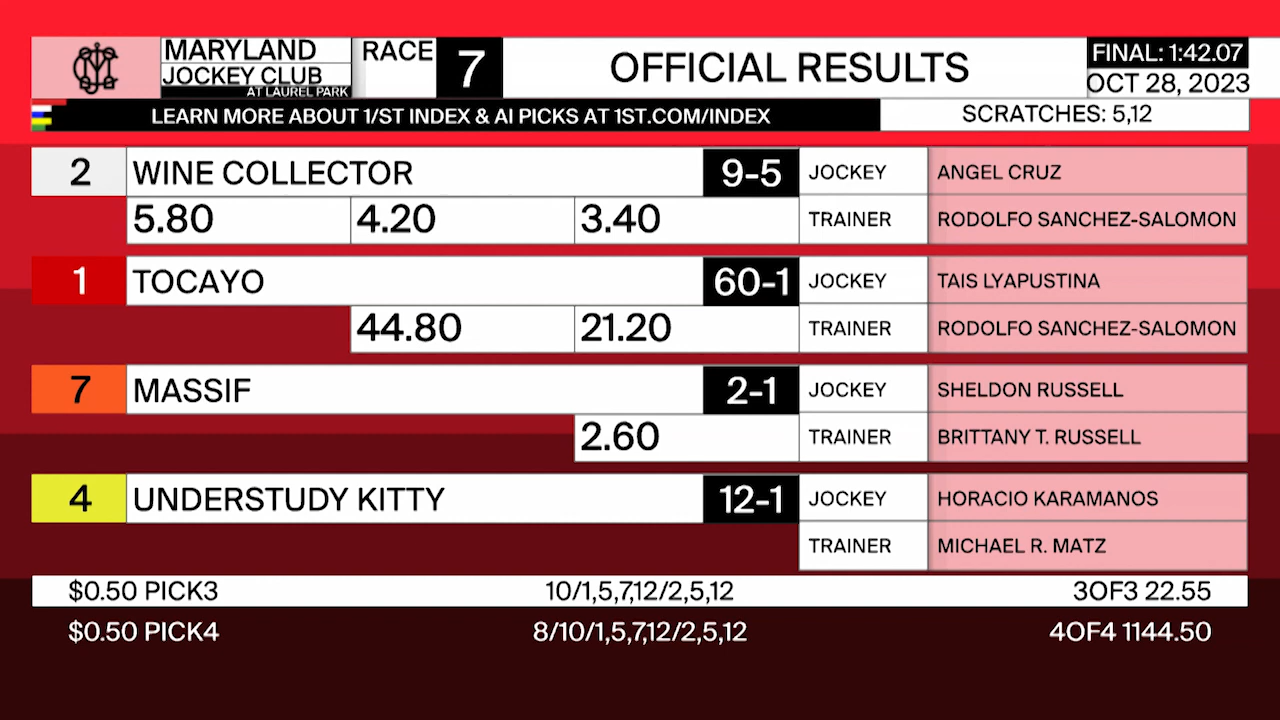 MARYLAND
JOCKEY CLUB
AT LAUREL PARK
RACE 7
OFFICIAL RESULTS
FINAL: 1:42.07
OCT 28, 2023
LEARN MORE ABOUT 1/ST INDEX & AI PICKS AT 1ST.COM/INDEX
SCRATCHES: 5,12
2 WINE COLLECTOR 9-5 JOCKEY ANGEL CRUZ
5.80 4.20 3.40 TRAINER RODOLFO SANCHEZ-SALOMON
1 TOCAYO 60-1 JOCKEY TAIS LYAPUSTINA
44.80 21.20 TRAINER RODOLFO SANCHEZ-SALOMON
7 MASSIF 2-1 JOCKEY SHELDON RUSSELL
2.60 TRAINER BRITTANY T. RUSSELL
4 UNDERSTUDY KITTY 12-1 JOCKEY HORACIO KARAMANOS
TRAINER MICHAEL R. MATZ
$0.50 PICK3 10/1,5,7,12/2,5,12 3OF3 22.55
$0.50 PICK4 8/10/1,5,7,12/2,5,12 4OF4 1144.50